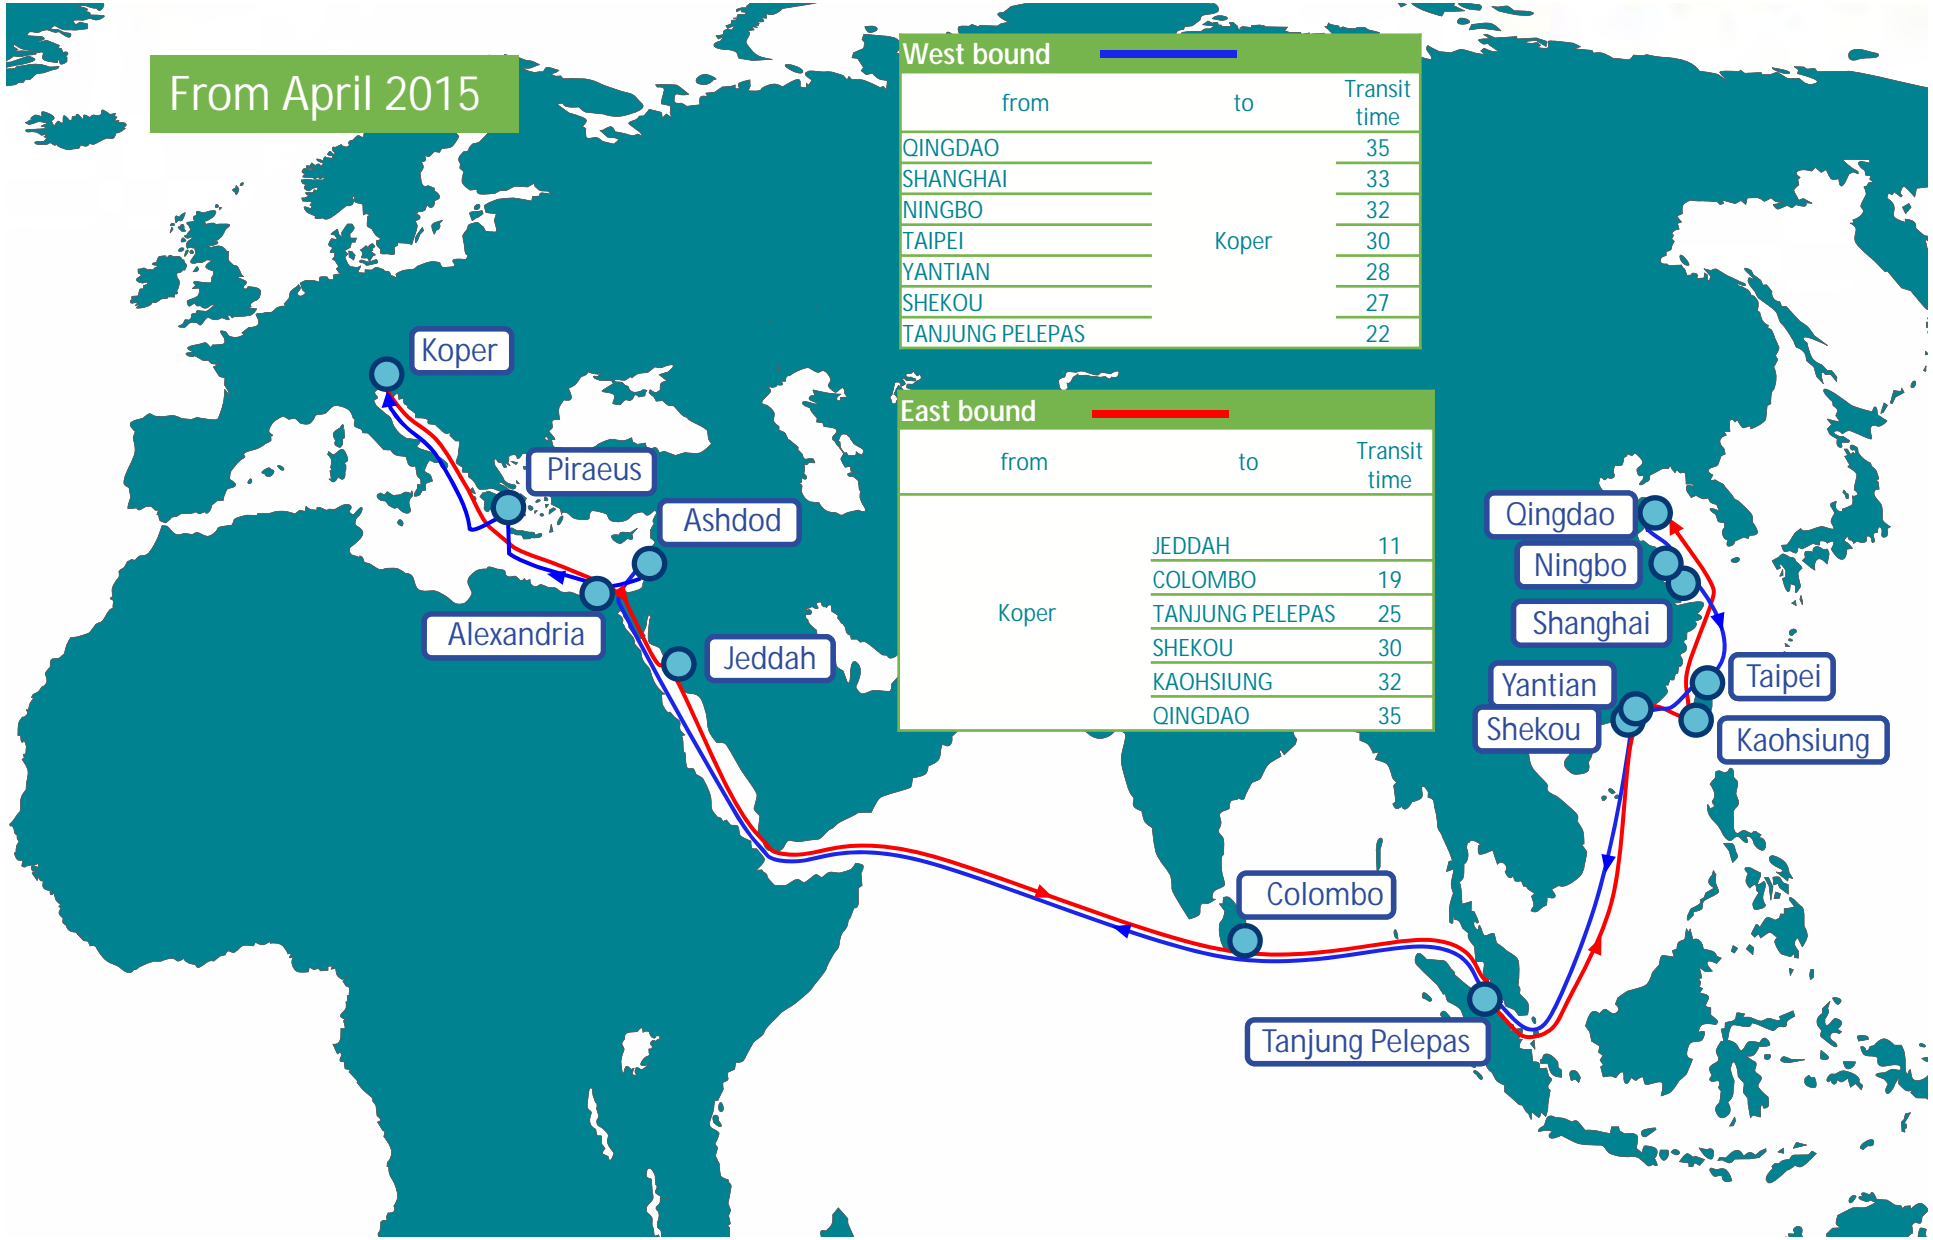 From April 2015
West bound
from to Transit time
QINGDAO 35
SHANGHAI 33
NINGBO 32
TAIPEI Koper 30
YANTIAN 28
SHEKOU 27
TANJUNG PELEPAS 22
East bound
from to Transit time
JEDDAH 11
COLOMBO 19
Koper TANJUNG PELEPAS 25
SHEKOU 30
KAOHSIUNG 32
QINGDAO 35
Koper
Piraeus
Ashdod
Alexandria
Jeddah
Qingdao
Ningbo
Shanghai
Taipei
Yantian
Shekou
Kaohsiung
Colombo
Tanjung Pelepas